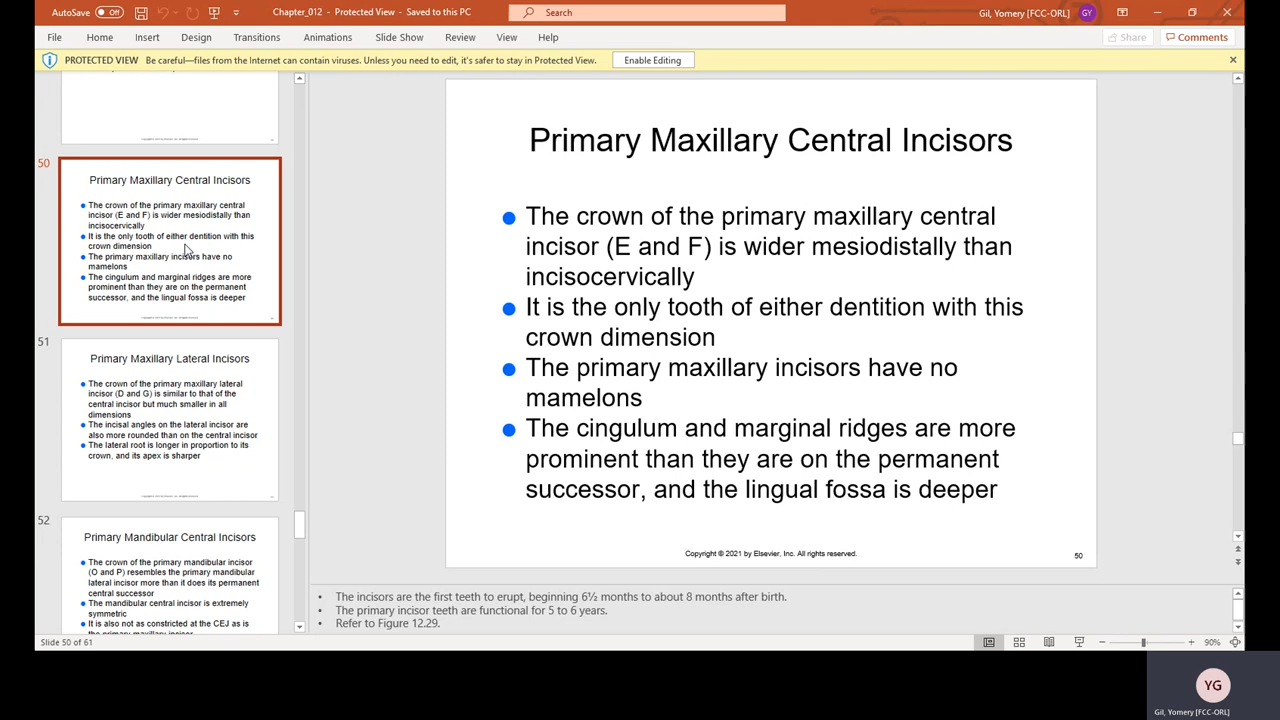 AutoSave Off Chapter_012 - Protected View - Saved to this PC Search Gil, Yomery [FCC-ORL] GY
File Home Insert Design Transitions Animations Slide Show Review View Help Share Comments
PROTECTED VIEW Be careful—files from the Internet can contain viruses. Unless you need to edit, it's safer to stay in Protected View. Enable Editing
50
Primary Maxillary Central Incisors
The crown of the primary maxillary central
incisor (E and F) is wider mesiodistally than
incisocervically
It is the only tooth of either dentition with this
crown dimension
The primary maxillary incisors have no
mamelons
The cingulum and marginal ridges are more
prominent than they are on the permanent
successor, and the lingual fossa is deeper
51
Primary Maxillary Lateral Incisors
The crown of the primary maxillary lateral
incisor (D and G) is similar to that of the
central incisor but much smaller in all
dimensions
The incisal angles on the lateral incisor are
also more rounded than on the central incisor
The lateral root is longer in proportion to its
crown, and its apex is sharper
52
Primary Mandibular Central Incisors
The crown of the primary mandibular incisor
(O and P) resembles the primary mandibular
lateral incisor more than it does its permanent
central successor
The mandibular central incisor is extremely
symmetric
It is also not as constricted at the CEJ as is
the primary maxillary incisor
Primary Maxillary Central Incisors
• The crown of the primary maxillary central
incisor (E and F) is wider mesiodistally than
incisocervically
• It is the only tooth of either dentition with this
crown dimension
• The primary maxillary incisors have no
mamelons
• The cingulum and marginal ridges are more
prominent than they are on the permanent
successor, and the lingual fossa is deeper
Copyright © 2021 by Elsevier, Inc. All rights reserved.
50
• The incisors are the first teeth to erupt, beginning 6½ months to about 8 months after birth.
• The primary incisor teeth are functional for 5 to 6 years.
• Refer to Figure 12.29.
Slide 50 of 61
90%
YG
Gil, Yomery [FCC-ORL]